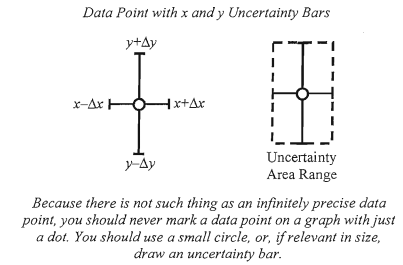 Data Point with x and y Uncertainty Bars
y+Δy
x–Δx
x+Δx
y-Δy
Uncertainty
Area Range
Because there is not such thing as an infinitely precise data
point, you should never mark a data point on a graph with just
a dot. You should use a small circle, or, if relevant in size,
draw an uncertainty bar.